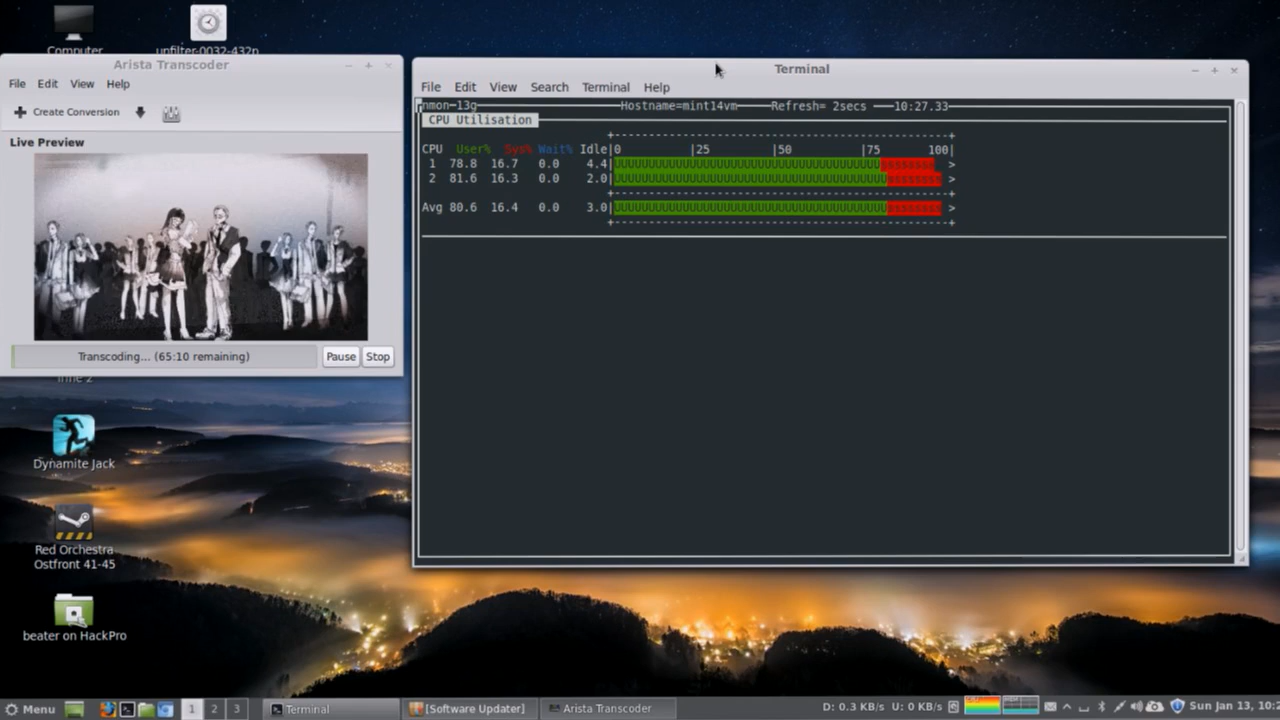 Computer
unfilter-0032-432p
Arista Transcoder
File Edit View Help
Create Conversion
Live Preview
Transcoding... (65:10 remaining)
Pause Stop
Dynamite Jack
Red Orchestra
Ostfront 41-45
beater on HackPro
Terminal
File Edit View Search Terminal Help
nmon-13g Hostname=mint14vm Refresh= 2secs 10:27.33
CPU Utilisation
CPU User% Sys% Wait% Idle|0 |25 |50 |75 100|
1 78.8 16.7 0.0 4.4| >
2 81.6 16.3 0.0 2.0| >
Avg 80.6 16.4 0.0 3.0| >
Menu
1 2 3
Terminal
[Software Updater]
Arista Transcoder
D: 0.3 KB/s U: 0 KB/s
Sun Jan 13, 10:2